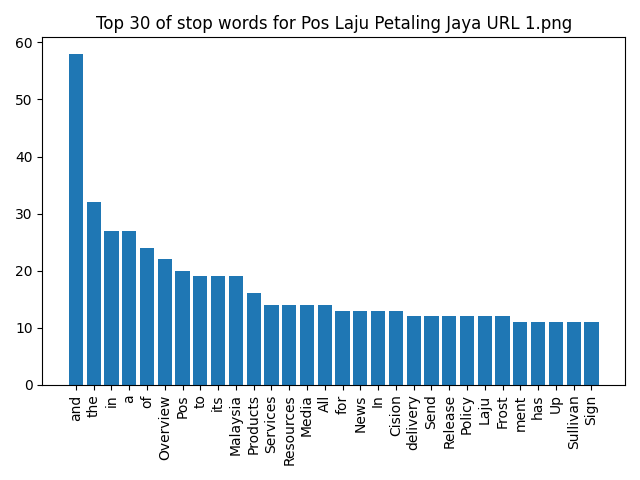 Top 30 of stop words for Pos Laju Petaling Jaya URL 1.png
60
50
40
30
20
10
0
and
the
in
a
of
Overview
Pos
to
its
Malaysia
Products
Services
Resources
Media
All
for
News
In
Cision
delivery
Send
Release
Policy
Laju
Frost
ment
has
Up
Sullivan
Sign